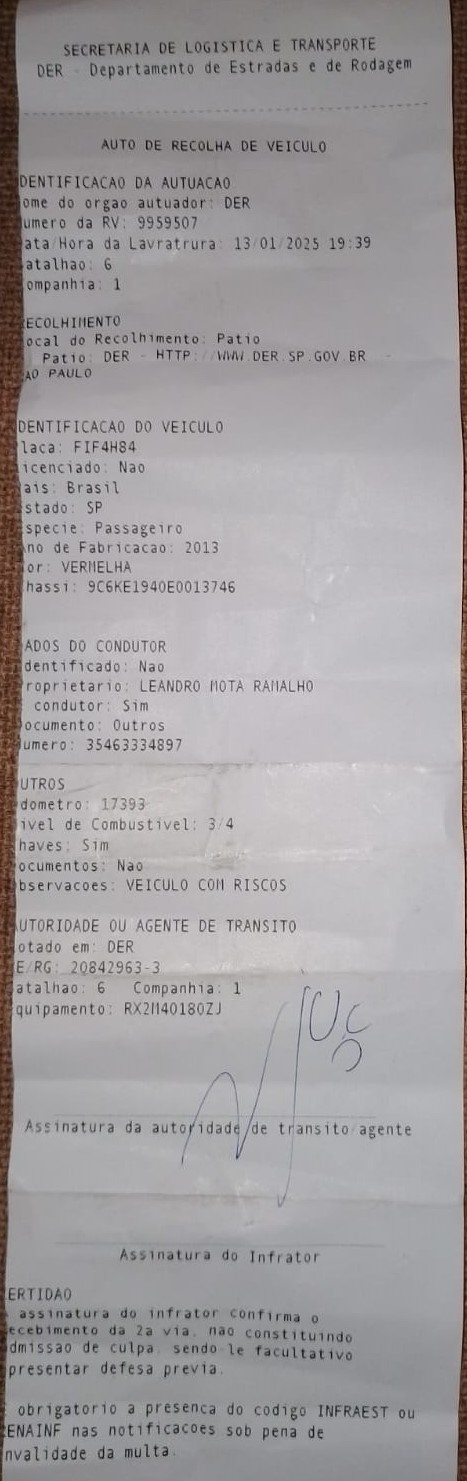 SECRETARIA DE LOGISTICA E TRANSPORTE
DER - Departamento de Estradas e de Rodagem
AUTO DE RECOLHA DE VEICULO
DENTIFICACAO DA AUTUACAO
ome do orgao autuador: DER
umero da RV: 9959507
ata/Hora da Lavratrura: 13/01/2025 19:39
atalhao: 6
ompanhia: 1
ECOLHIMENTO
ocal do Recolhimento: Patio
Patio: DER - HTTP://WWW.DER.SP.GOV.BR -
AO PAULO
DENTIFICACAO DO VEICULO
laca: FIF4H84
icenciado: Nao
ais: Brasil
stado: SP
specie: Passageiro
no de Fabricacao: 2013
or: VERMELHA
hassi: 9C6KE1940E0013746
ADOS DO CONDUTOR
dentificado: Nao
roprietario: LEANDRO MOTA RAMALHO
condutor: Sim
ocumento: Outros
umero: 35463334897
UTROS
dometro: 17393
ivel de Combustivel: 3/4
haves: Sim
ocumentos: Nao
bservacoes: VEICULO COM RISCOS
UTORIDADE OU AGENTE DE TRANSITO
otado em: DER
E/RG: 20842963-3
atalhao: 6 Companhia: 1
quipamento: RX2M40180ZJ
Assinatura da autoridade de transito/agente
Assinatura do Infrator
ERTIDAO
assinatura do infrator confirma o
ecebimento da 2a via, nao constituindo
dmissao de culpa, sendo-le facultativo
presentar defesa previa.
obrigatorio a presenca do codigo INFRAEST ou
ENAINF nas notificacoes sob pena de
nvalidade da multa.